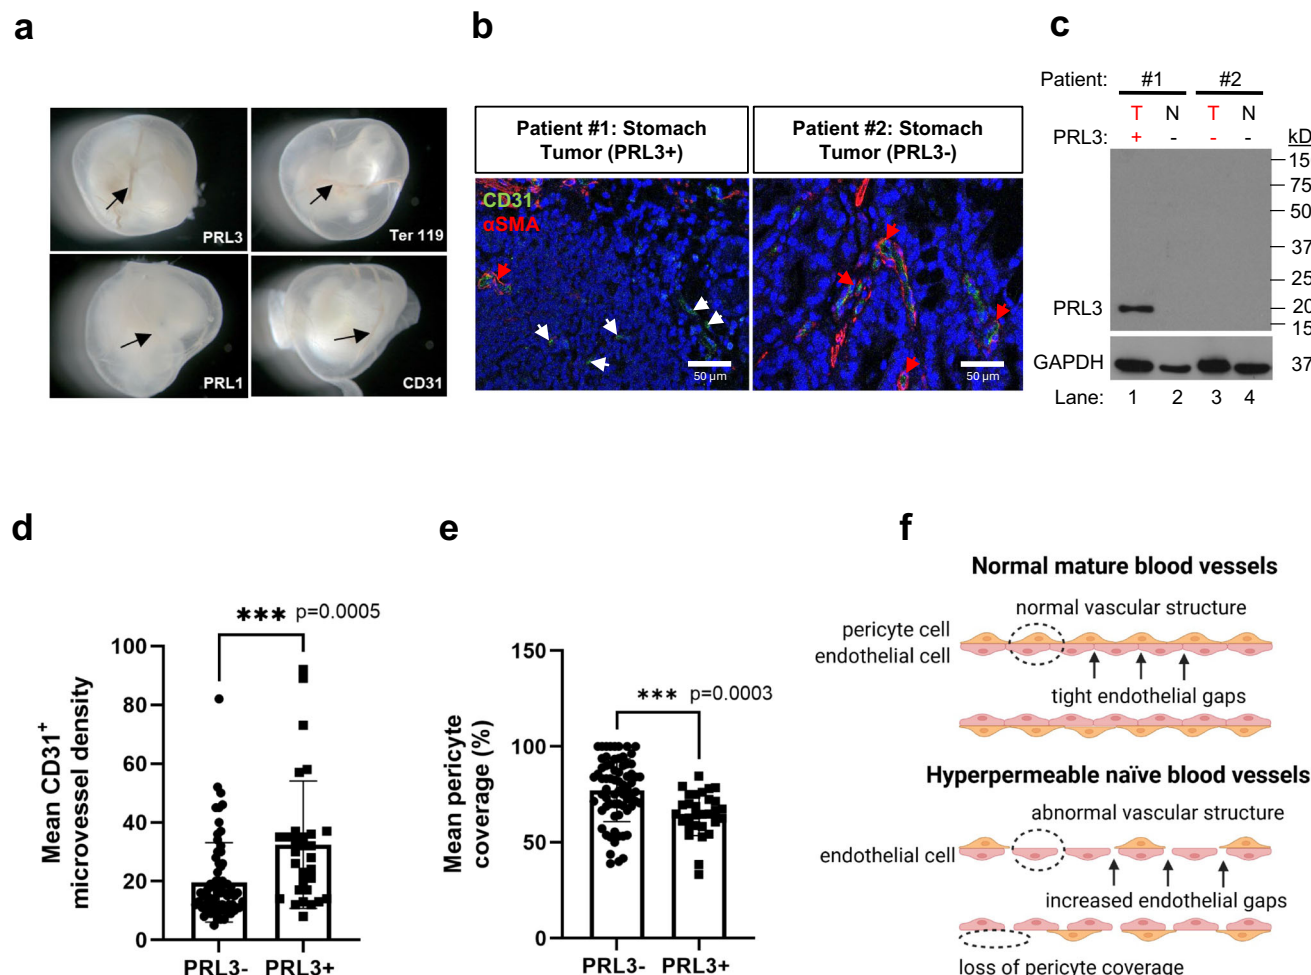 a
PRL3
Ter 119
PRL1
CD31
b
Patient #1: Stomach
Tumor (PRL3+)
Patient #2: Stomach
Tumor (PRL3-)
CD31
αSMA
50 μm
50 μm
c
Patient: #1 #2
T N T N
PRL3: + - - -
kD
15
75
50
37
25
20
15
PRL3
GAPDH 37
Lane: 1 2 3 4
d
*** p=0.0005
Mean CD31+
microvessel density
100
80
60
40
20
0
PRL3- PRL3+
e
*** p=0.0003
Mean pericyte
coverage (%)
150
100
50
0
PRL3- PRL3+
f
Normal mature blood vessels
normal vascular structure
pericyte cell
endothelial cell
tight endothelial gaps
Hyperpermeable naïve blood vessels
abnormal vascular structure
endothelial cell
increased endothelial gaps
loss of pericyte coverage